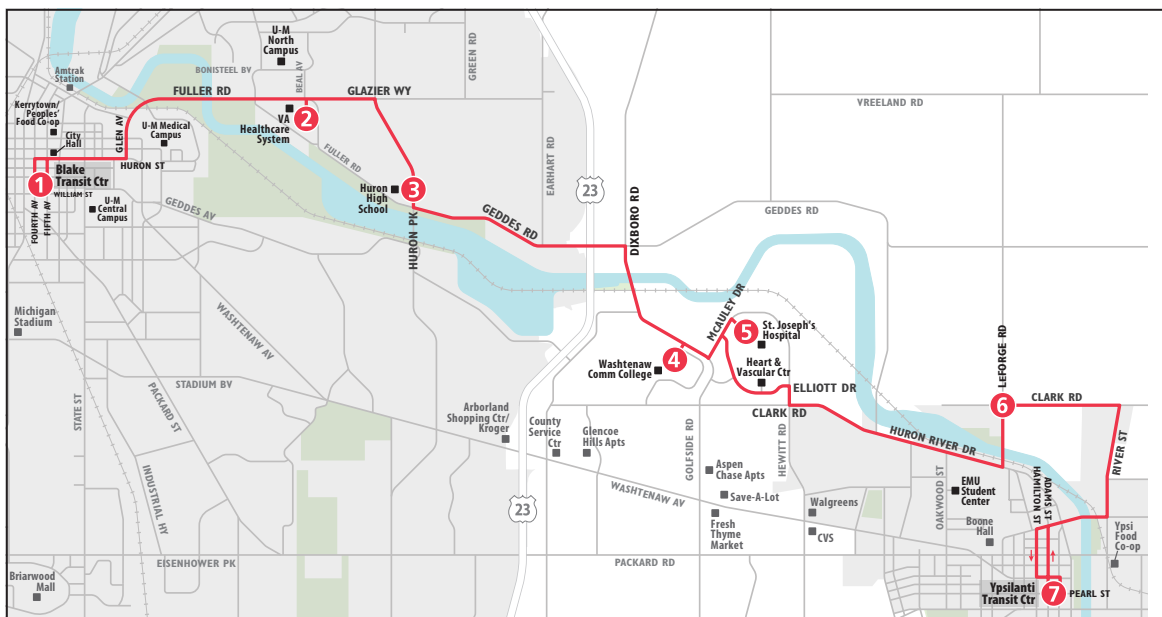 U-M
North
Campus
GREEN RD
Amtrak
Station
BONISTEEL BV
BEAL AV
FULLER RD
GLAZIER WY
VREELAND RD
Kerrytown/
Peoples'
Food Co-op
City
Hall
GLEN AV
U-M Medical
Campus
VA
Healthcare
System
2
FULLER RD
EARHART RD
HURON ST
Blake
Transit Ctr
1
WILLIAM ST
FOURTH AV
FIFTH AV
U-M
Central
Campus
GEDDES AV
Huron
High
School
3
23
DIXBORO RD
GEDDES RD
GEDDES RD
HURON PK
Michigan
Stadium
WASHTENAW AV
McAULEY DR
5
St. Joseph's
Hospital
4
Washtenaw
Comm College
Heart &
Vascular Ctr
ELLIOTT DR
LEFORGE RD
STADIUM BV
STATE ST
PACKARD ST
Arborland
Shopping Ctr/
Kroger
County
Service
Ctr
Glencoe
Hills Apts
GOLFSIDE RD
CLARK RD
HEWITT RD
6
CLARK RD
HURON RIVER DR
RIVER ST
INDUSTRIAL HY
Aspen
Chase Apts
Save-A-Lot
WASHTENAW AV
Walgreens
OAKWOOD ST
EMU
Student
Center
HAMILTON ST
ADAMS ST
23
Fresh
Thyme
Market
CVS
Boone
Hall
Ypsi
Food
Co-op
EISENHOWER PK
PACKARD RD
Briarwood
Mall
Ypsilanti
Transit Ctr
7
PEARL ST